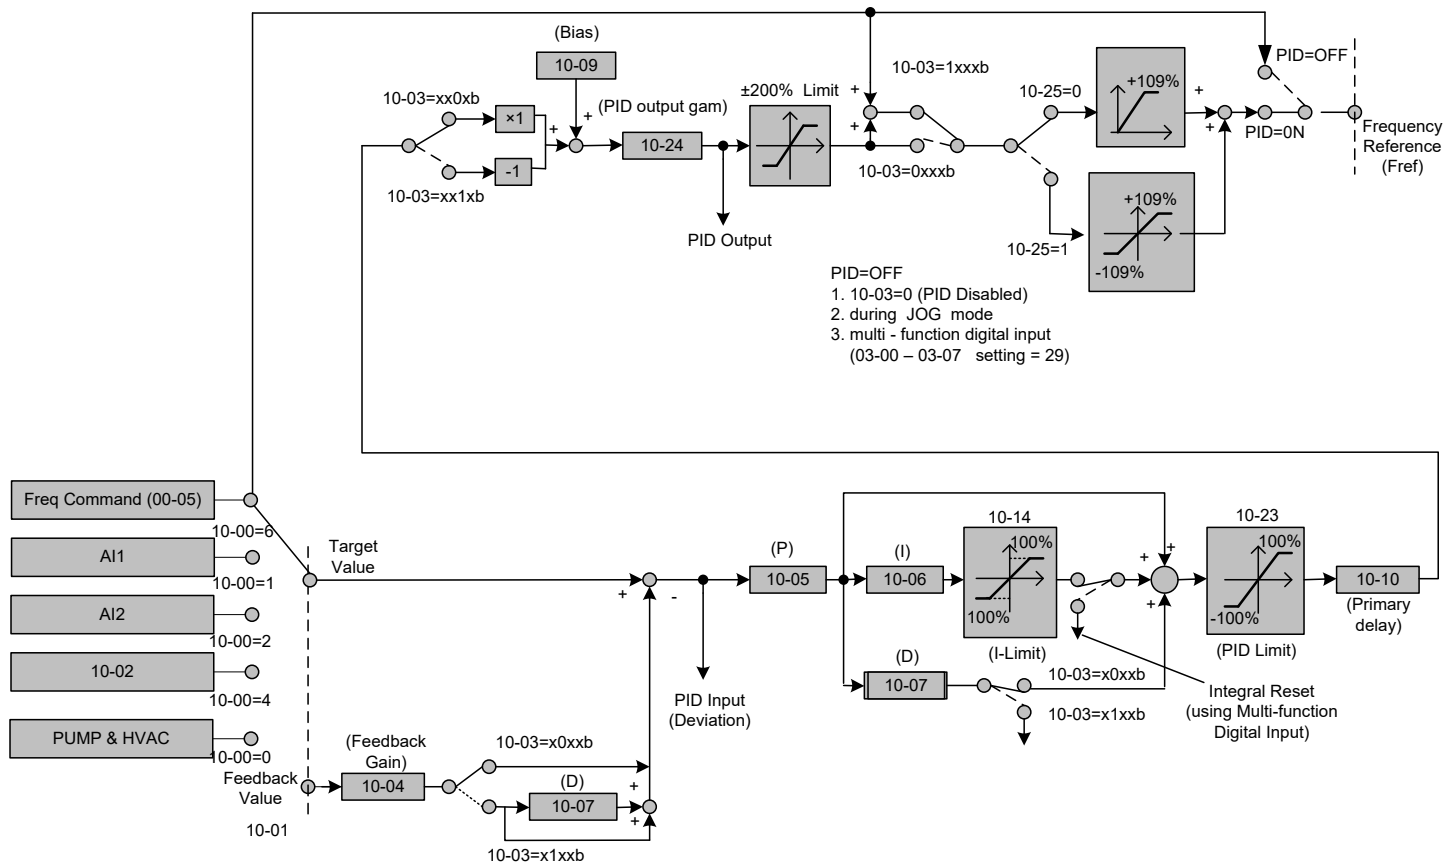 (Bias)
10-09
10-03=xx0xb
×1
-1
10-03=xx1xb
+
+
(PID output gam)
10-24
PID Output
±200% Limit
10-03=1xxxb
+
+
10-03=0xxxb
10-25=0
+109%
10-25=1
+109%
-109%
+
+
PID=OFF
PID=0N
Frequency
Reference
(Fref)
PID=OFF
1. 10-03=0 (PID Disabled)
2. during JOG mode
3. multi - function digital input
(03-00 – 03-07 setting = 29)
Freq Command (00-05)
10-00=6
AI1
10-00=1
AI2
10-00=2
10-02
10-00=4
PUMP & HVAC
10-00=0
Target
Value
Feedback
Value
10-01
(Feedback
Gain)
10-04
10-03=x0xxb
(D)
10-07
+
+
10-03=x1xxb
+
-
PID Input
(Deviation)
(P)
10-05
(I)
10-06
10-14
100%
100%
(I-Limit)
(D)
10-07
10-03=x0xxb
10-03=x1xxb
+
+
+
Integral Reset
(using Multi-function
Digital Input)
10-23
100%
-100%
(PID Limit)
10-10
(Primary
delay)